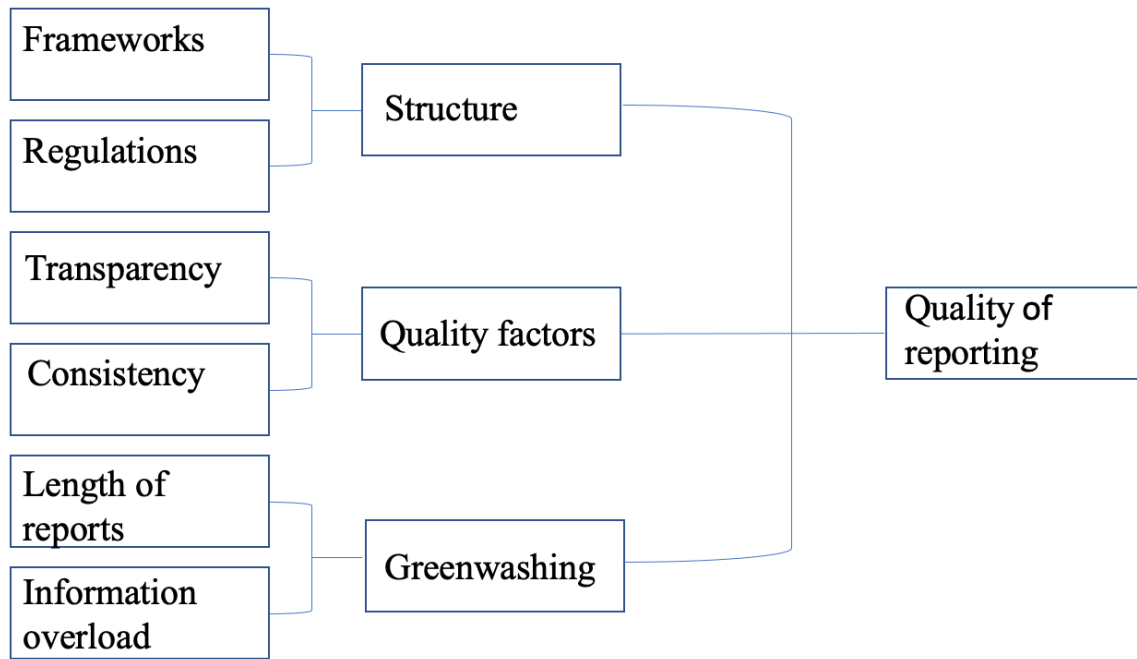 Frameworks
Structure
Regulations
Transparency
Quality factors
Quality of
reporting
Consistency
Length of
reports
Greenwashing
Information
overload